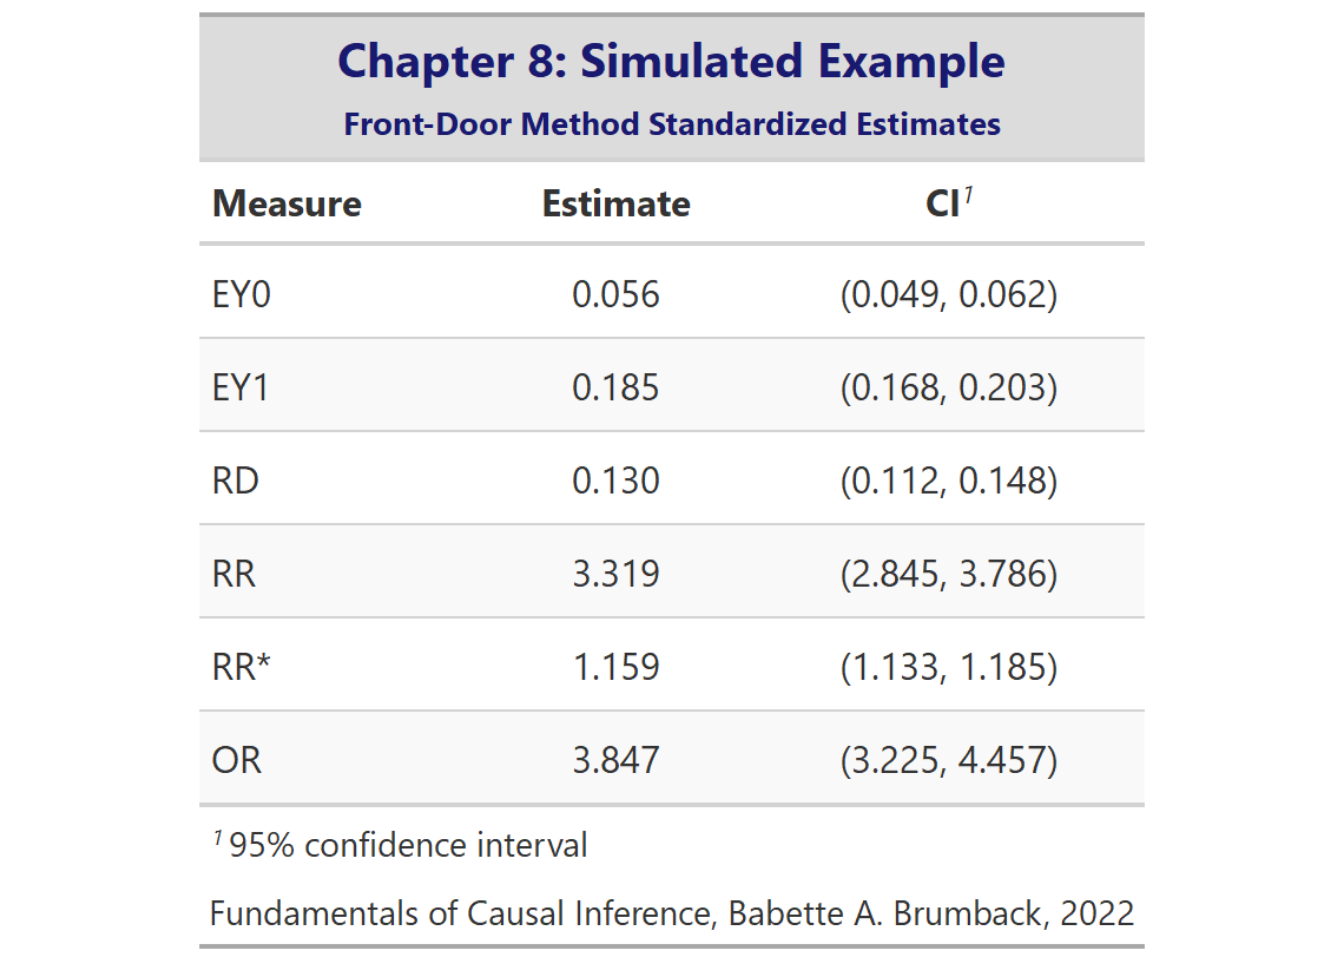 Chapter 8: Simulated Example
Front-Door Method Standardized Estimates
Measure Estimate CI1
EY0 0.056 (0.049, 0.062)
EY1 0.185 (0.168, 0.203)
RD 0.130 (0.112, 0.148)
RR 3.319 (2.845, 3.786)
RR* 1.159 (1.133, 1.185)
OR 3.847 (3.225, 4.457)
1 95% confidence interval
Fundamentals of Causal Inference, Babette A. Brumback, 2022